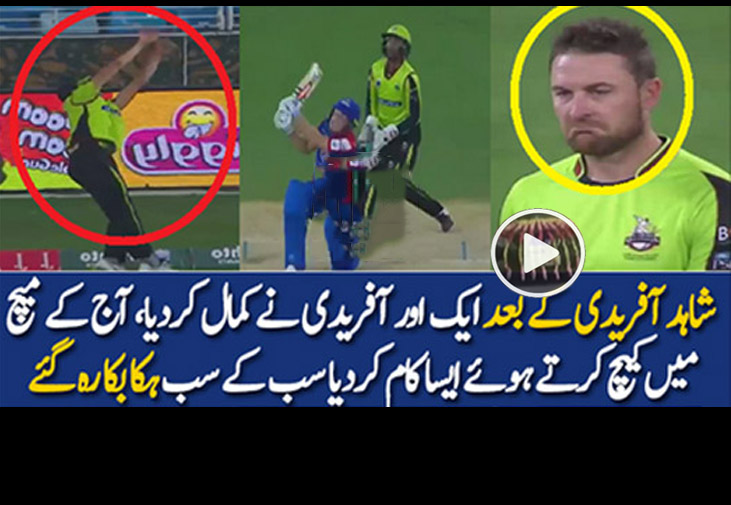 شاہد آفریدی کے بعد ایک اور آفریدی نے کمال کر دیا، آج کے میچ
میں کیچ کرتے ہوئے ایسا کام کر دیا سب کے سب ہکا بکا رہ گئے